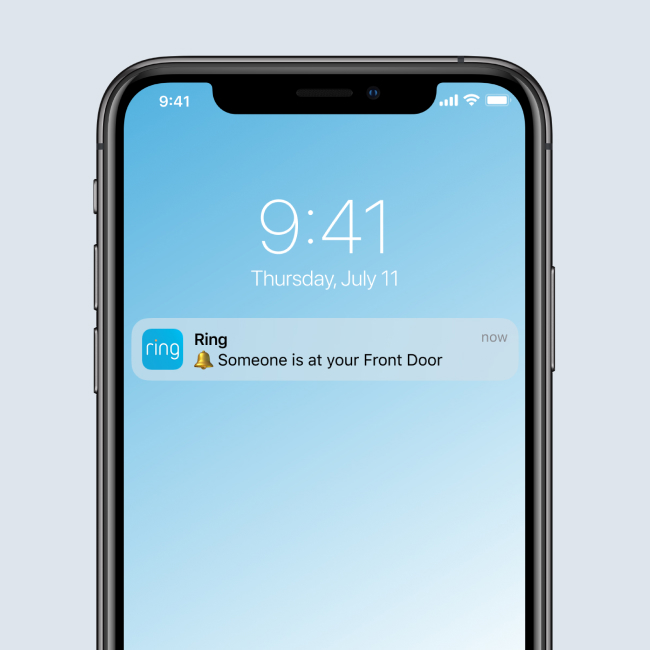 9:41
9:41
Thursday, July 11
ring
Ring
now
🔔 Someone is at your Front Door